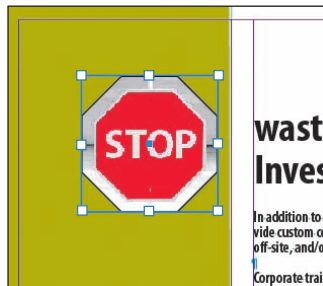 STOP
wast
Inves
In addition to
vide custom c
off-site, and/o
Corporate trai